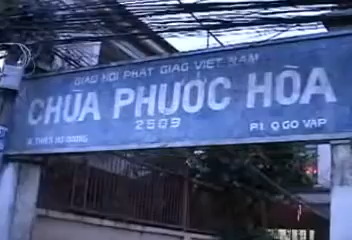 GIÁO HỘI PHẬT GIÁO VIỆT NAM
CHÙA PHƯỚC HÒA
2509
P.1. Q GÒ VẤP